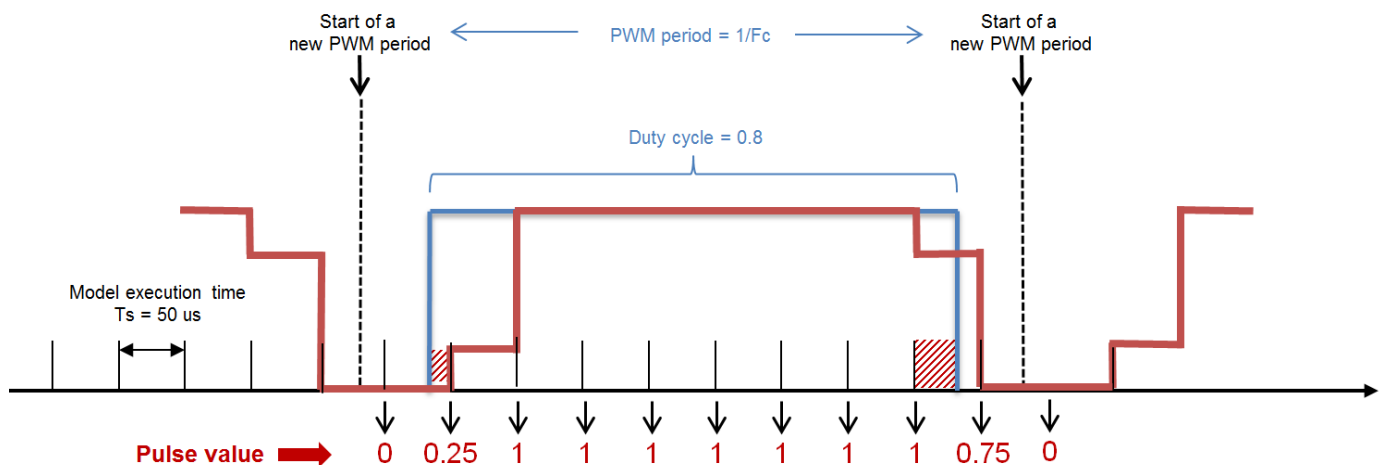 Start of a
new PWM period
PWM period = 1/Fc
Start of a
new PWM period
Duty cycle = 0.8
Model execution time
Ts = 50 us
Pulse value 0 0.25 1 1 1 1 1 1 1 0.75 0